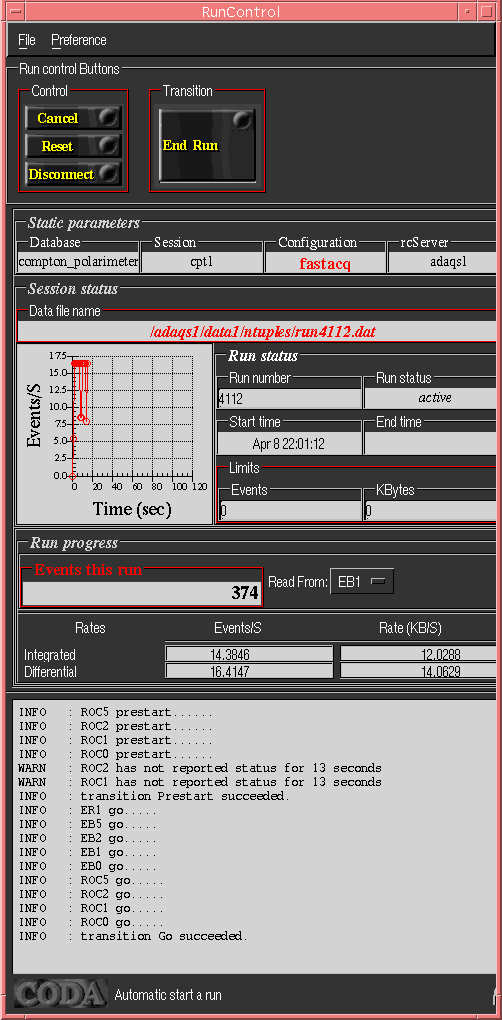 RunControl
File Preference
Run control Buttons
Control Transition
Cancel
Reset
Disconnect
End Run
Static parameters
Database Session Configuration rcServer
compton_polarimeter cpt1 fastacq adaqs1
Session status
Data file name
/adaqs1/data1/ntuples/run4112.dat
Events/S
17.5
15.0
12.5
10.0
7.5
5.0
2.5
0.0
0 20 40 60 80 100 120
Time (sec)
Run status
Run number Run status
4112 active
Start time End time
Apr 8 22:01:12
Limits
Events KBytes
0 0
Run progress
Events this run
374
Read From: EB1
Rates Events/S Rate (KB/S)
Integrated 14.3846 12.0288
Differential 16.4147 14.0629
INFO : ROC5 prestart......
INFO : ROC2 prestart......
INFO : ROC1 prestart......
INFO : ROC0 prestart......
WARN : ROC2 has not reported status for 13 seconds
WARN : ROC1 has not reported status for 13 seconds
INFO : transition Prestart succeeded.
INFO : ER1 go.....
INFO : EB5 go.....
INFO : EB2 go.....
INFO : EB1 go.....
INFO : EB0 go.....
INFO : ROC5 go.....
INFO : ROC2 go.....
INFO : ROC1 go.....
INFO : ROC0 go.....
INFO : transition Go succeeded.
CODA Automatic start a run